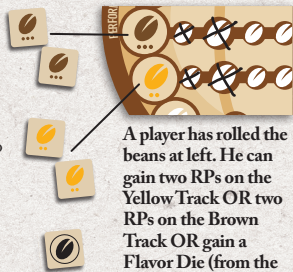 ERFOR
A player has rolled the
beans at left. He can
gain two RPs on the
Yellow Track OR two
RPs on the Brown
Track OR gain a
Flavor Die (from the